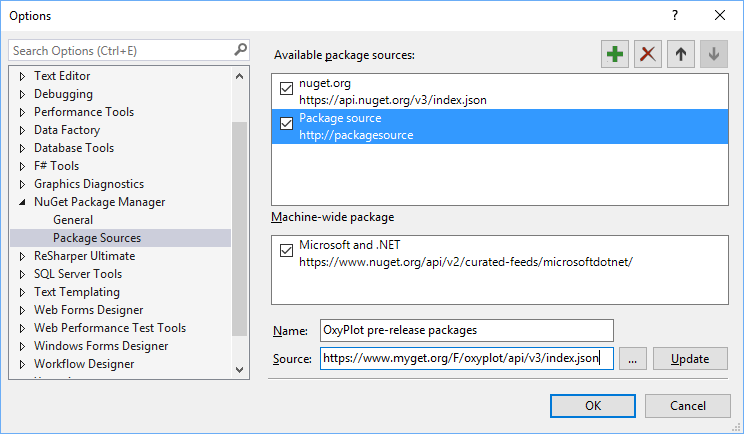 Options
?
Search Options (Ctrl+E)
Text Editor
Debugging
Performance Tools
Data Factory
Database Tools
F# Tools
Graphics Diagnostics
NuGet Package Manager
General
Package Sources
ReSharper Ultimate
SQL Server Tools
Text Templating
Web Forms Designer
Web Performance Test Tools
Windows Forms Designer
Workflow Designer
Available package sources:
nuget.org
https://api.nuget.org/v3/index.json
Package source
http://packagesource
Machine-wide package
Microsoft and .NET
https://www.nuget.org/api/v2/curated-feeds/microsoftdotnet/
Name: OxyPlot pre-release packages
Source: https://www.myget.org/F/oxyplot/api/v3/index.json ... Update
OK Cancel